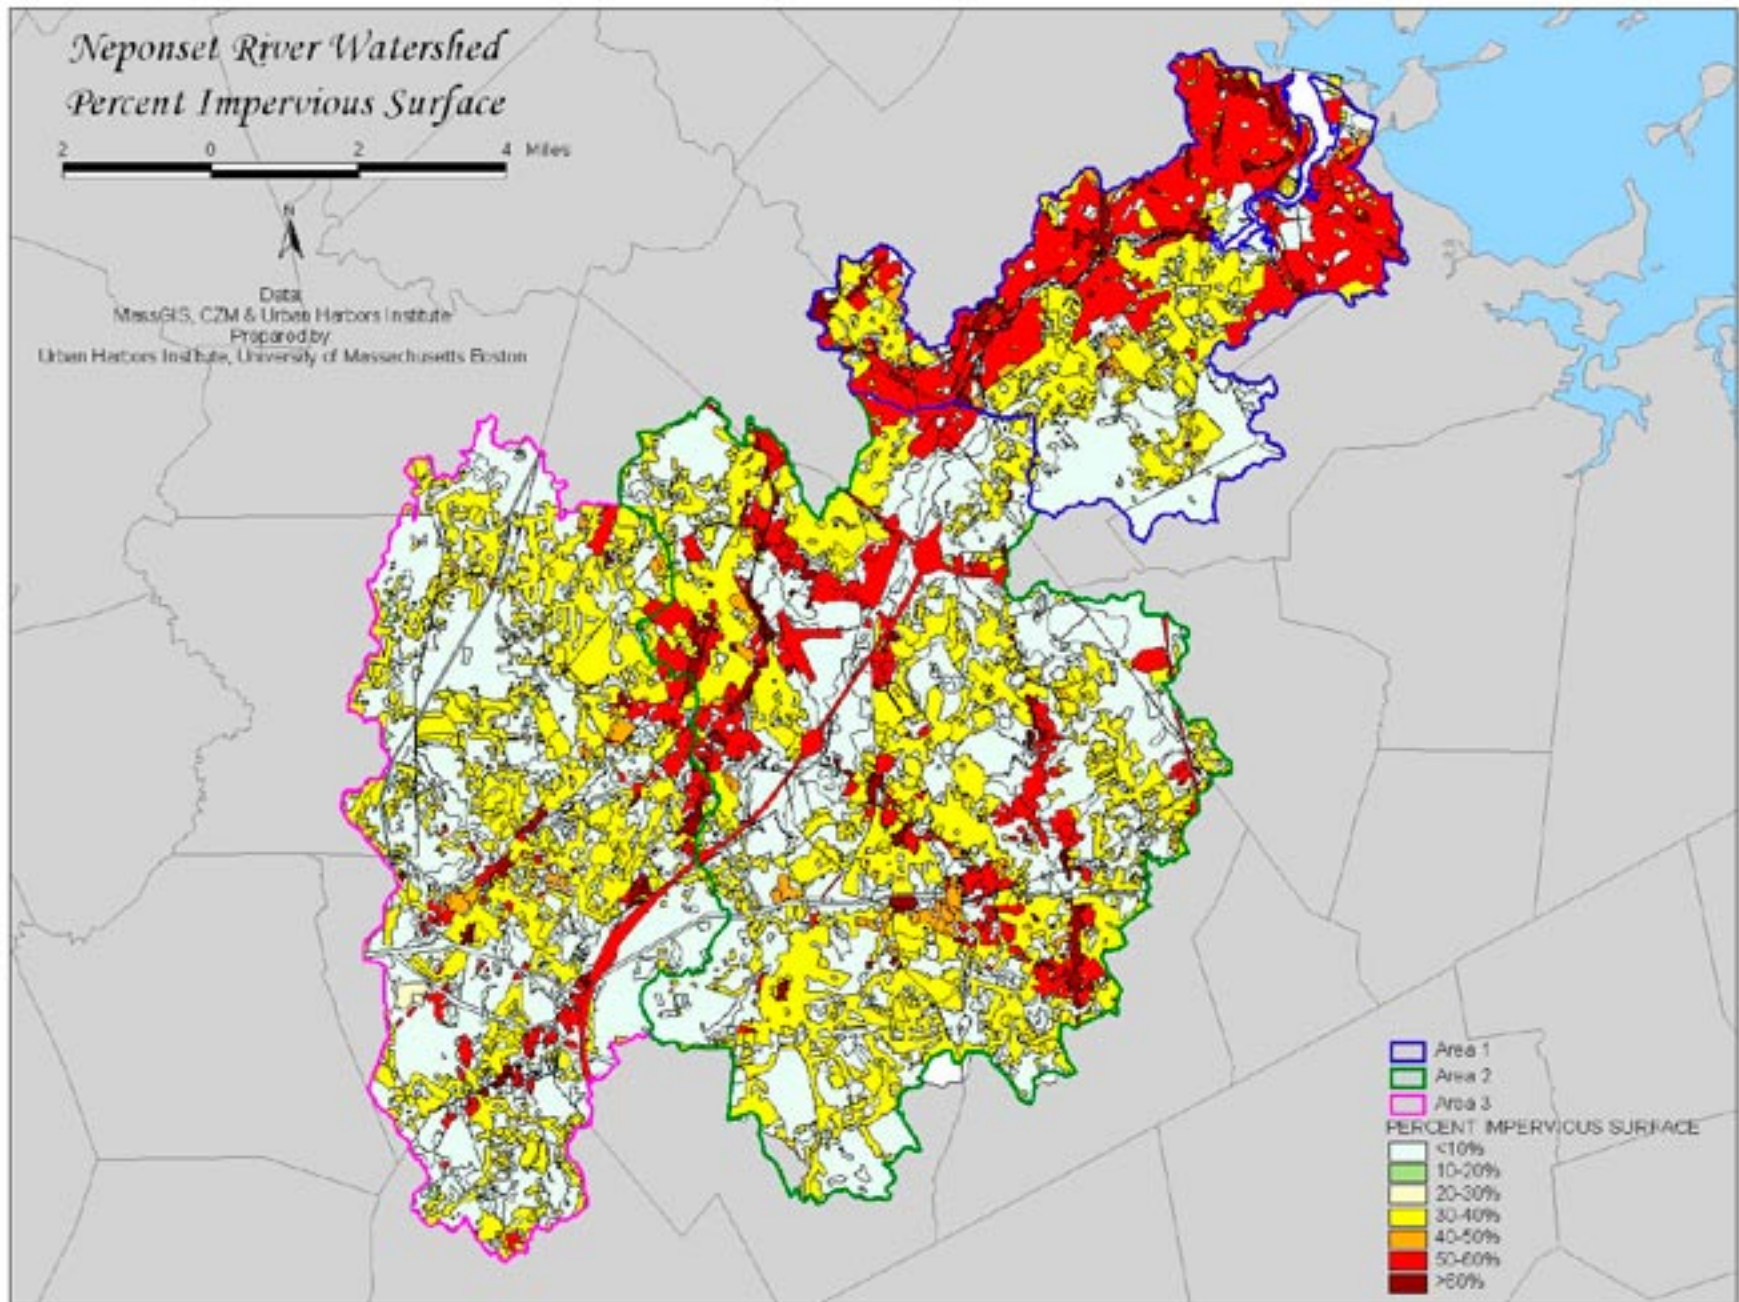 Neponset River Watershed
Percent Impervious Surface
2 0 2 4 Miles
N
Data:
MassGIS, CZM & Urban Harbors Institute
Prepared by
Urban Harbors Institute, University of Massachusetts Boston
Area 1
Area 2
Area 3
PERCENT IMPERVIOUS SURFACE
<10%
10-20%
20-30%
30-40%
40-50%
50-60%
>60%